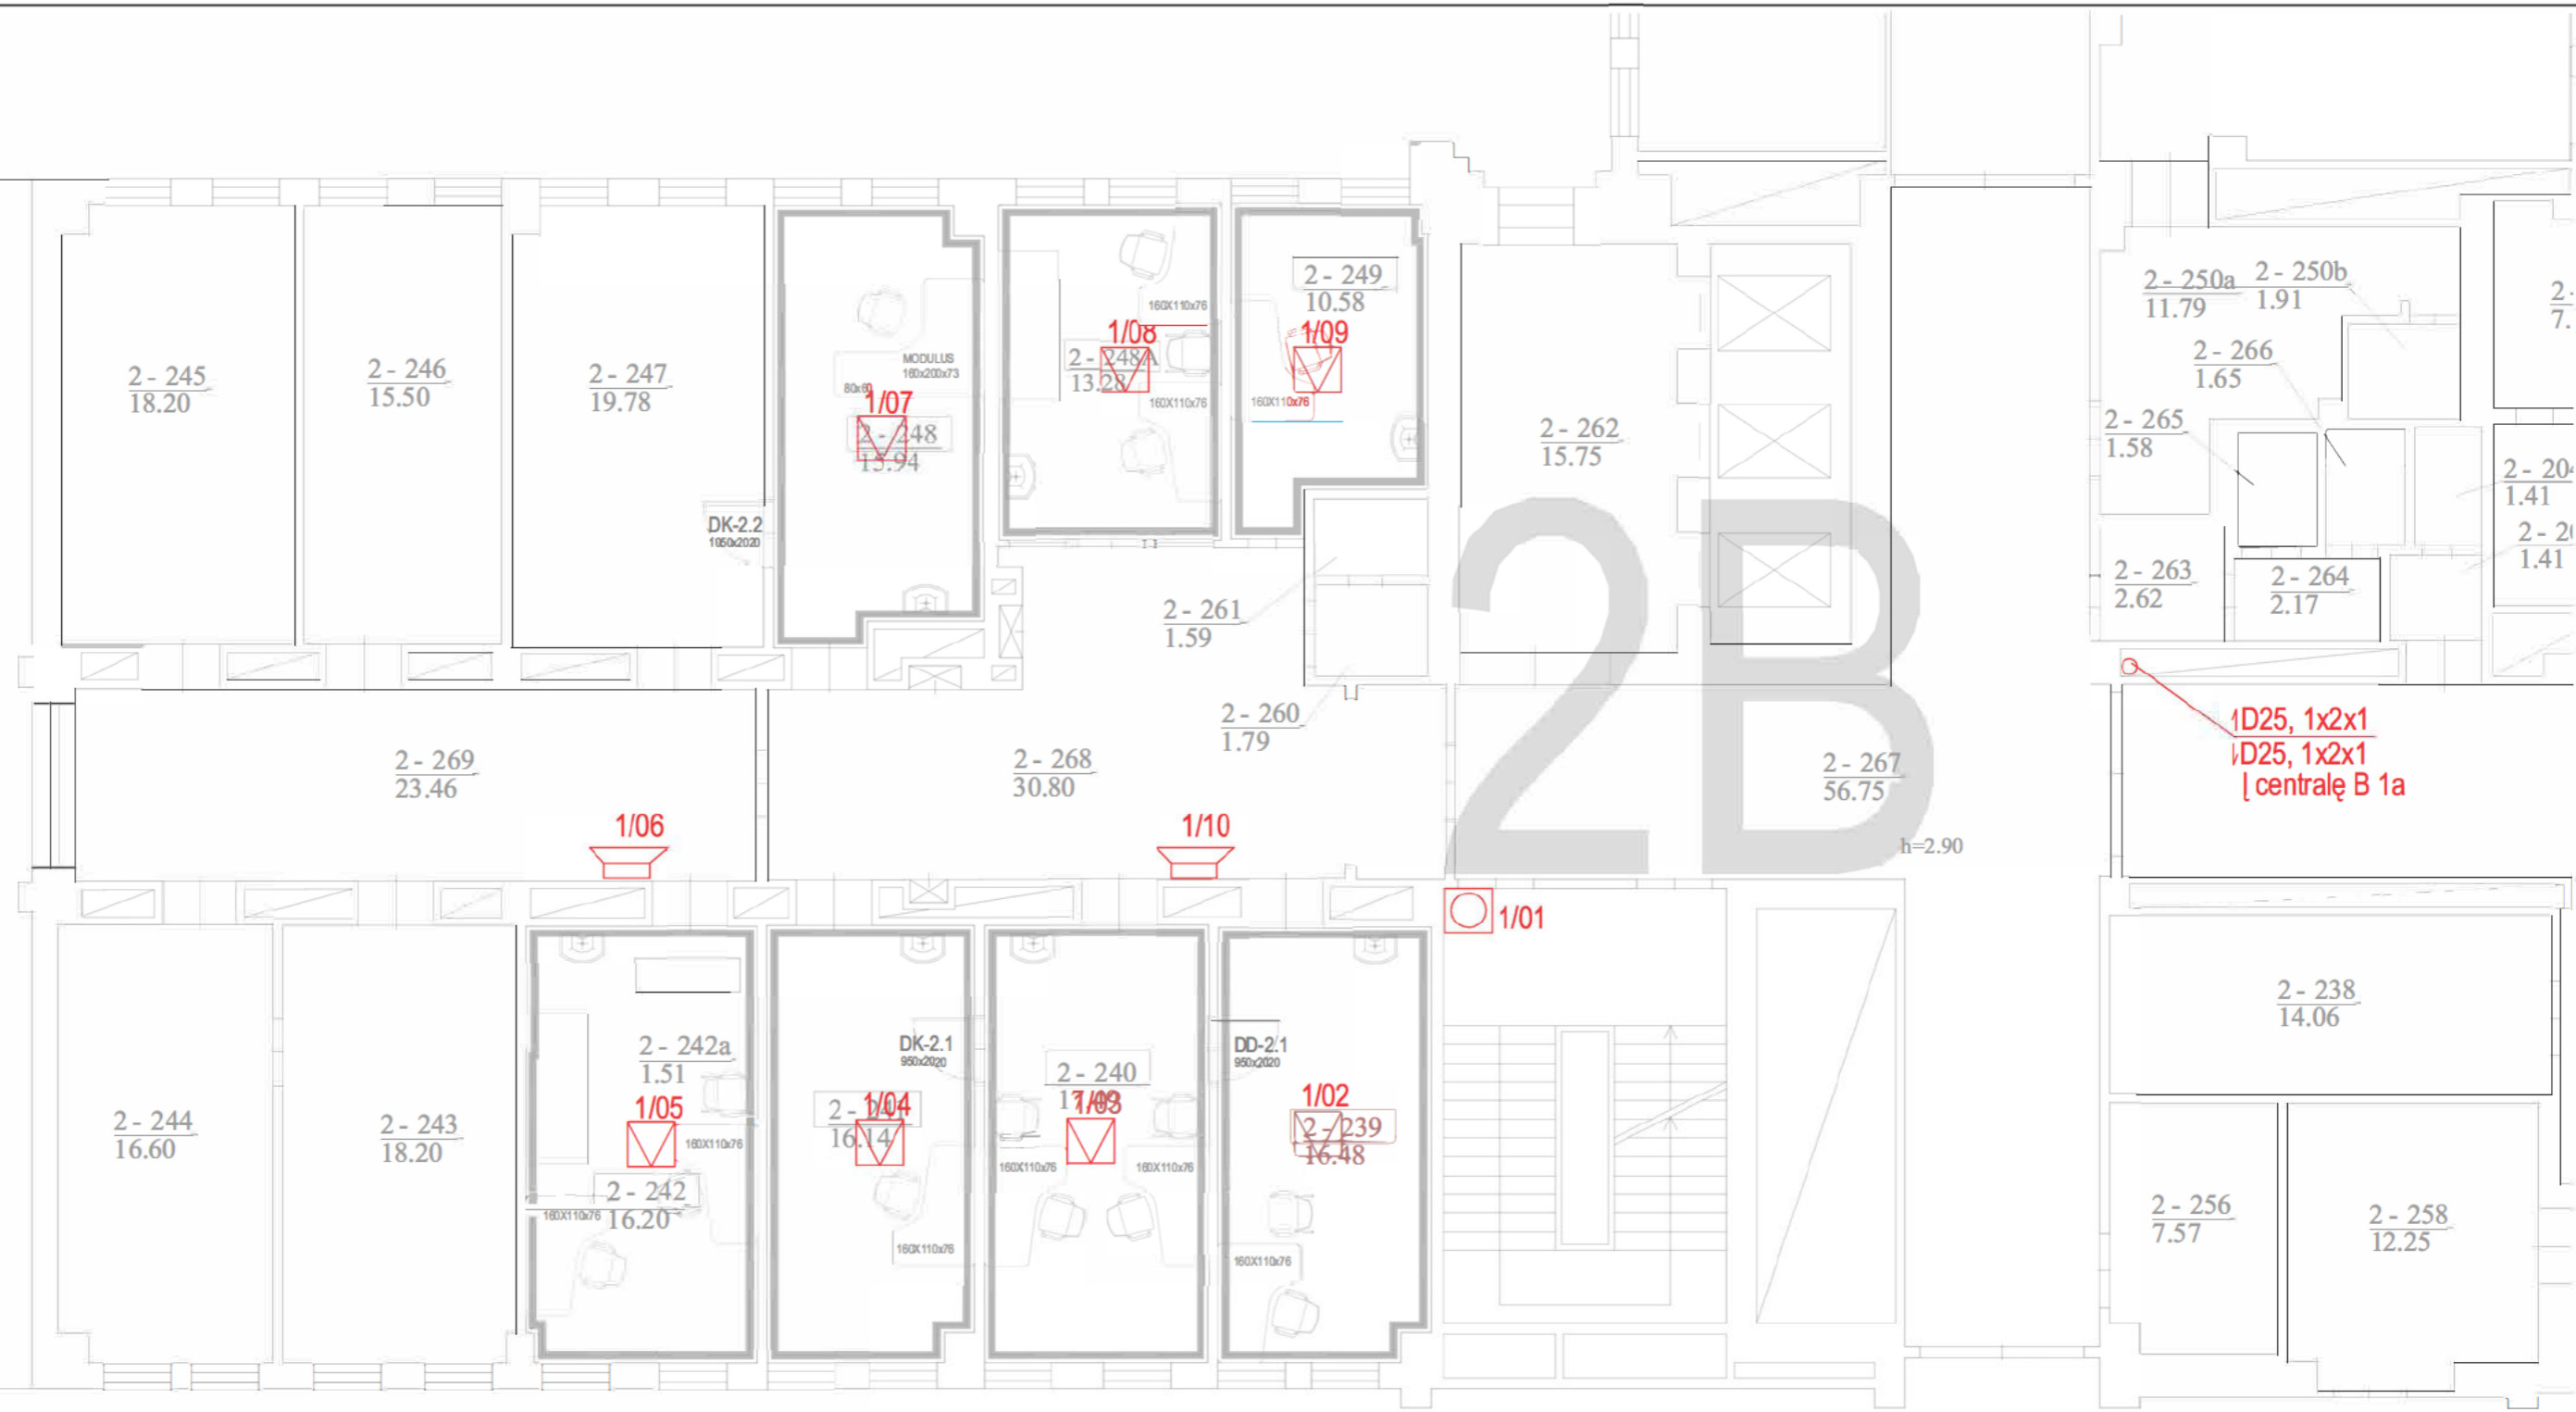 2 - 245
18.20
2 - 246
15.50
2 - 247
19.78
DK-2.2
1050x2020
MODULUS
160x200x73
80x60
1/07
2 - 248
15.94
160X110x76
1/08
2 - 248A
13.28
160X110x76
2 - 249
10.58
1/09
160X110x76
2 - 262
15.75
2 - 250a
11.79
2 - 250b
1.91
2 - 266
1.65
2 - 265
1.58
2 - 263
2.62
2 - 264
2.17
1.41
1.41
2 - 261
1.59
2 - 260
1.79
2B
2 - 269
23.46
1/06
2 - 268
30.80
1/10
2 - 267
56.75
h=2.90
D25, 1x2x1
D25, 1x2x1
Į centralę B 1a
1/01
2 - 244
16.60
2 - 243
18.20
2 - 242a
1.51
1/05
160X110x76
2 - 242
16.20
160X110x76
DK-2.1
950x2020
1/04
16.14
160X110x76
2 - 240
1/03
160X110x76
160X110x76
DD-2.1
950x2020
1/02
2 - 239
16.48
160X110x76
2 - 238
14.06
2 - 256
7.57
2 - 258
12.25